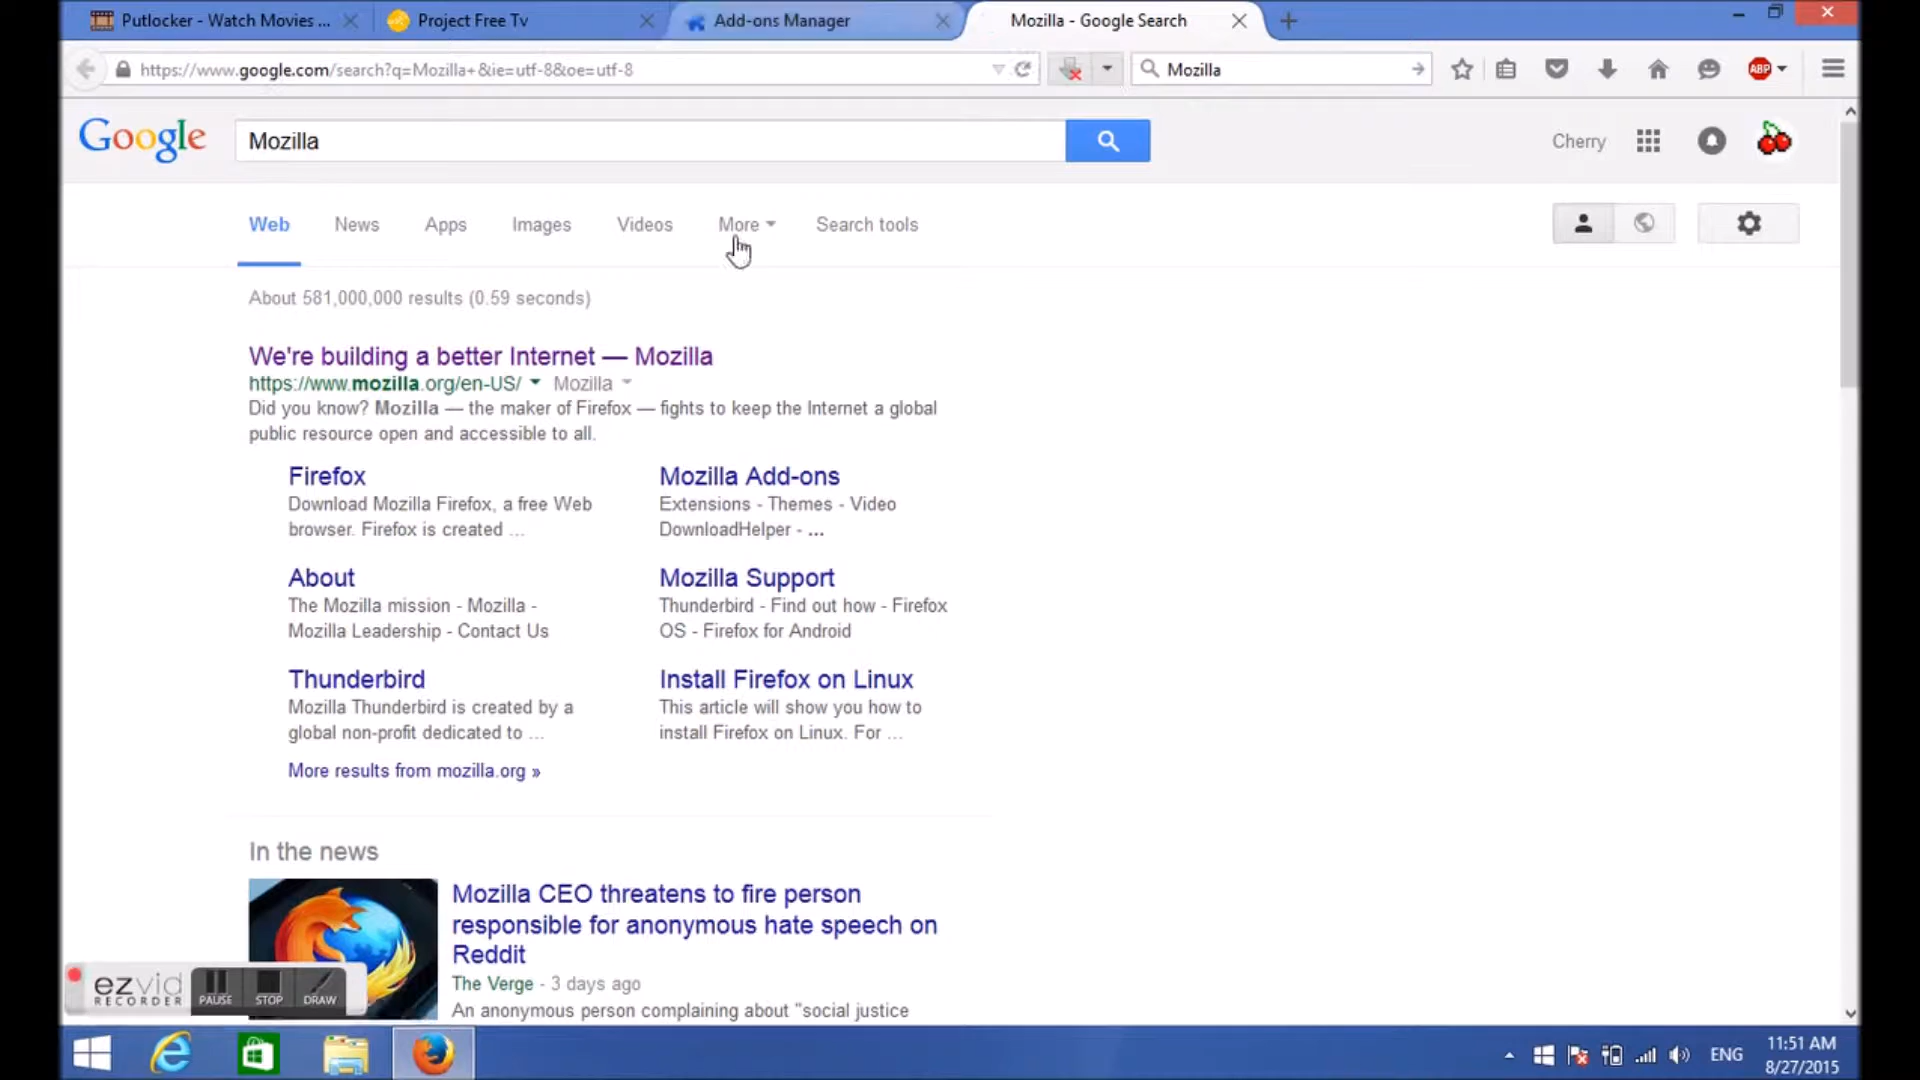 Putlocker - Watch Movies ...
Project Free Tv
Add-ons Manager
Mozilla - Google Search
https://www.google.com/search?q=Mozilla+&ie=utf-8&oe=utf-8
Mozilla
ABP
Google
Mozilla
Cherry
Web
News
Apps
Images
Videos
More
Search tools
About 581,000,000 results (0.59 seconds)
We're building a better Internet — Mozilla
https://www.mozilla.org/en-US/ Mozilla
Did you know? Mozilla — the maker of Firefox — fights to keep the Internet a global
public resource open and accessible to all.
Firefox
Download Mozilla Firefox, a free Web
browser. Firefox is created ...
Mozilla Add-ons
Extensions - Themes - Video
DownloadHelper - ...
About
The Mozilla mission - Mozilla -
Mozilla Leadership - Contact Us
Mozilla Support
Thunderbird - Find out how - Firefox
OS - Firefox for Android
Thunderbird
Mozilla Thunderbird is created by a
global non-profit dedicated to ...
Install Firefox on Linux
This article will show you how to
install Firefox on Linux. For ...
More results from mozilla.org »
In the news
Mozilla CEO threatens to fire person
responsible for anonymous hate speech on
Reddit
The Verge - 3 days ago
An anonymous person complaining about "social justice
ezvid
RECORDER
PAUSE
STOP
DRAW
ENG
11:51 AM
8/27/2015